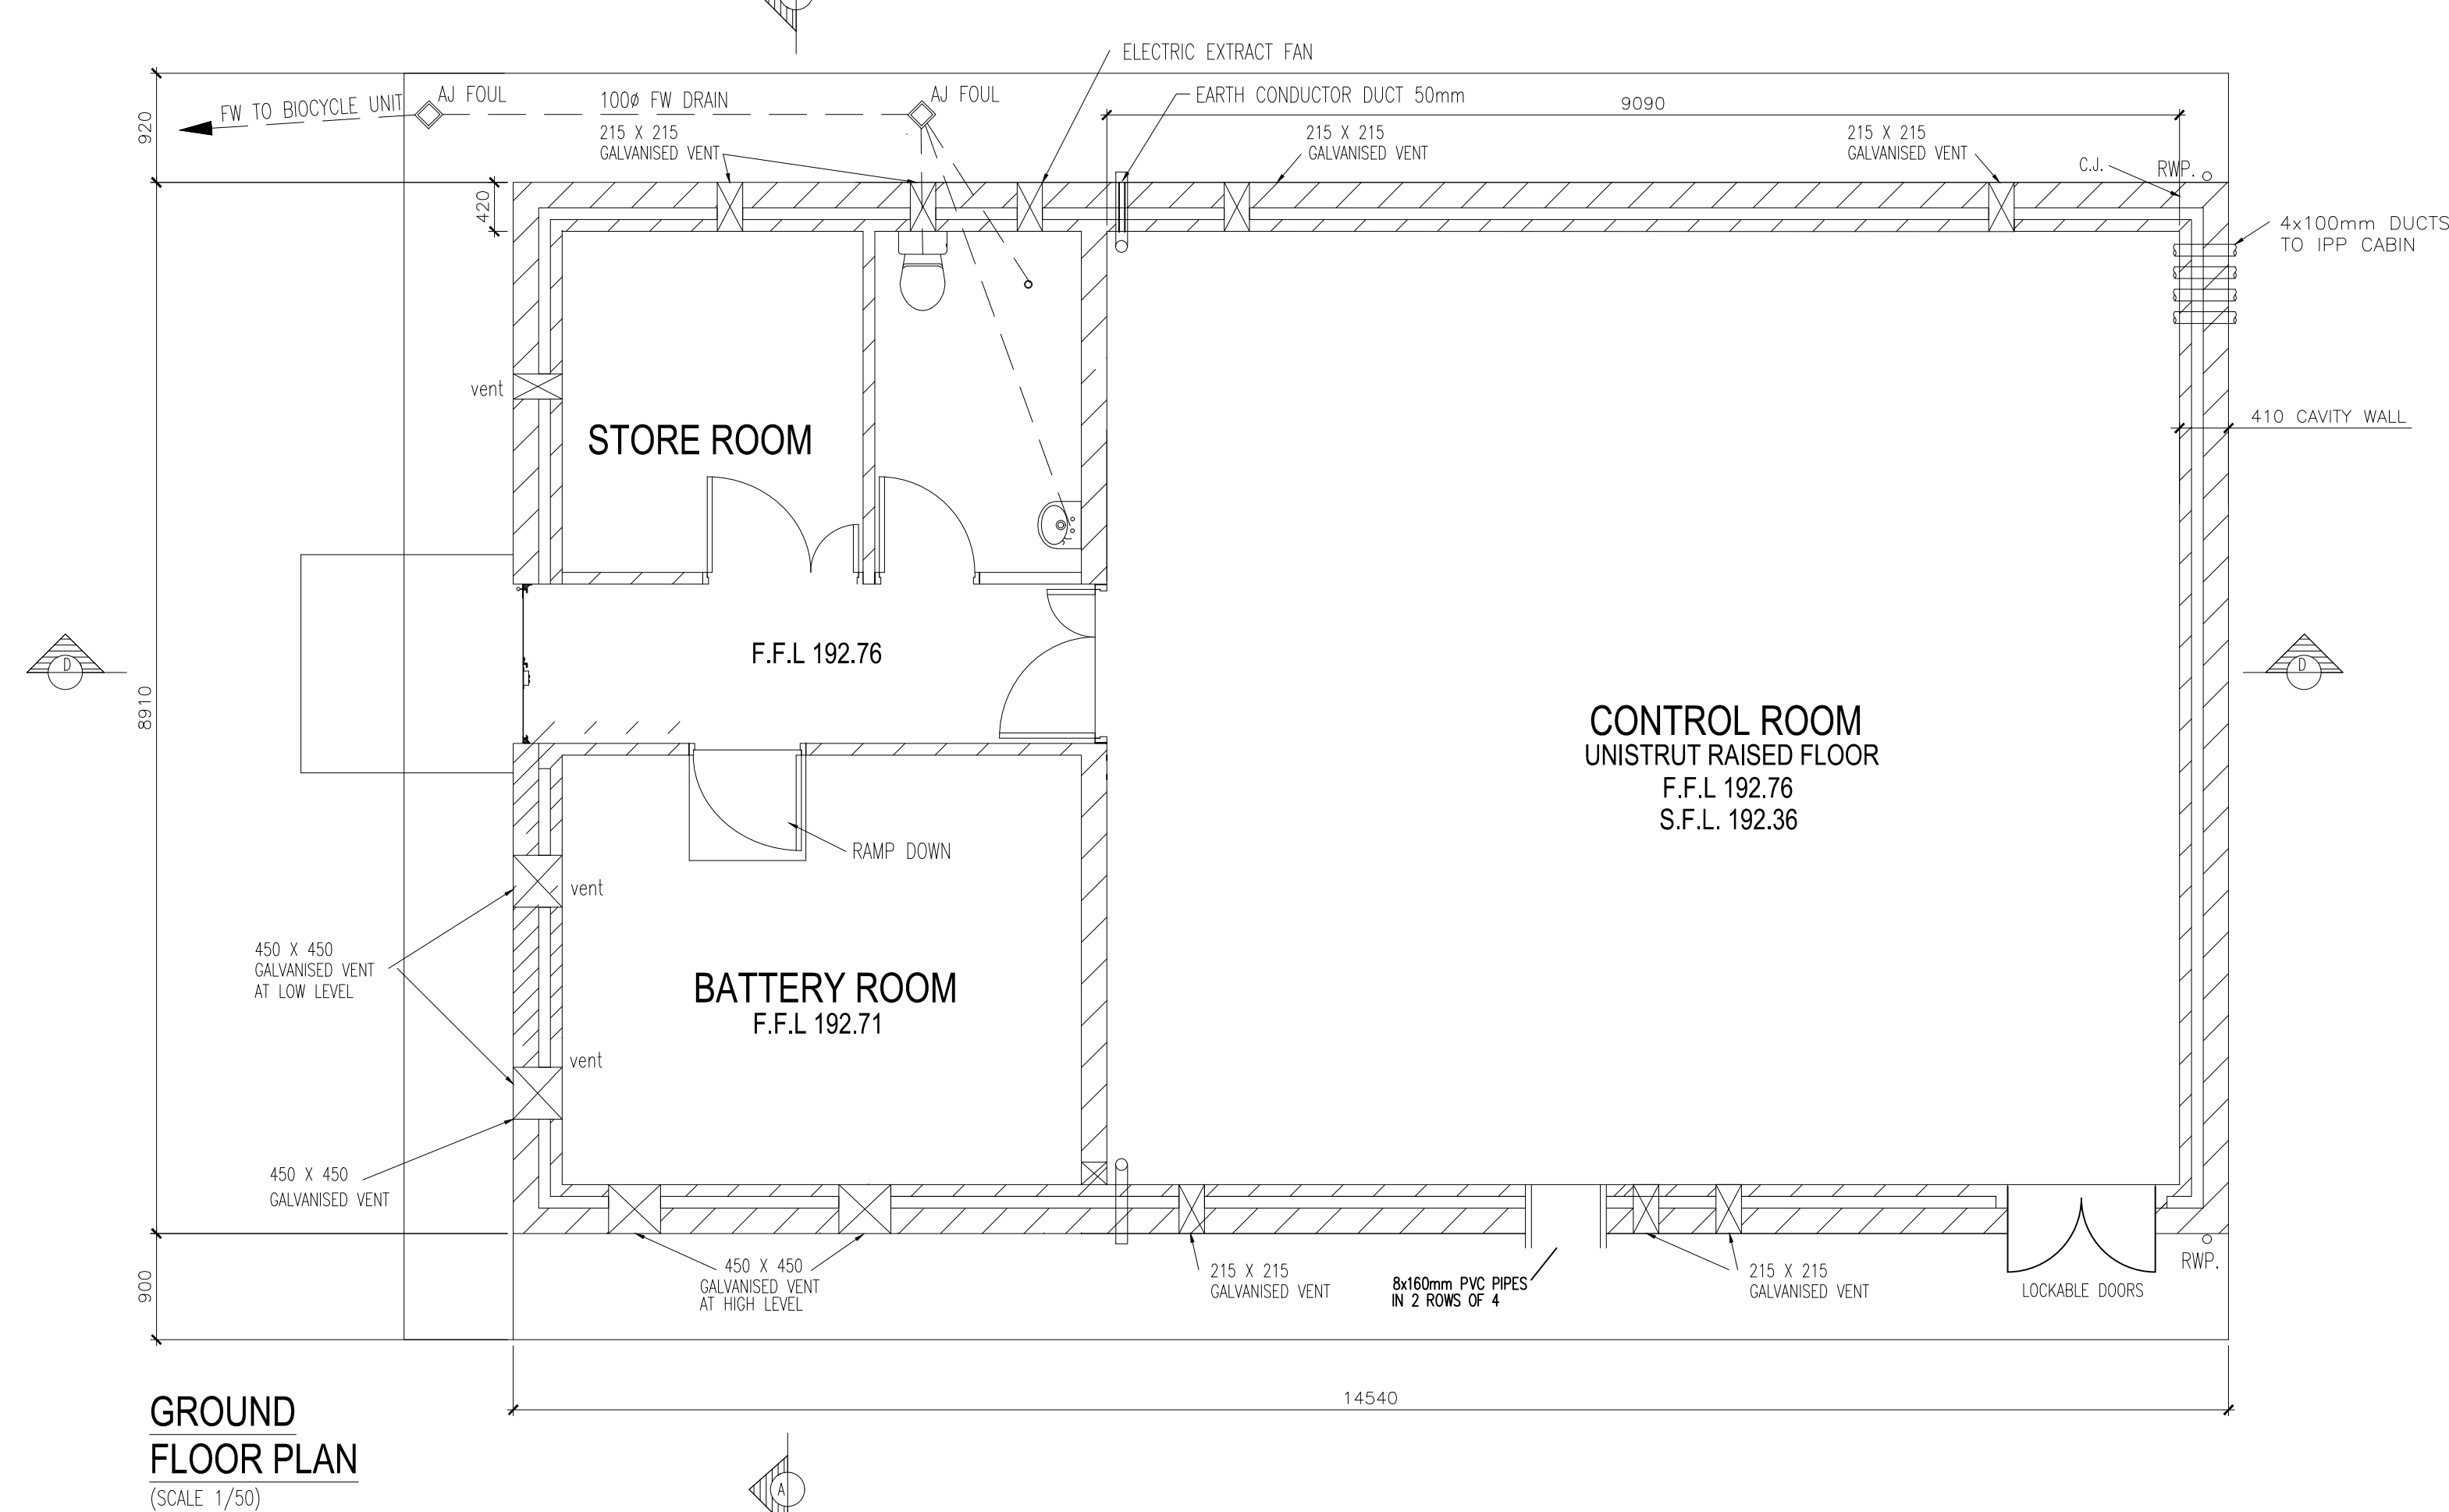 ELECTRIC EXTRACT FAN
AJ FOUL
100ø FW DRAIN
AJ FOUL
EARTH CONDUCTOR DUCT 50mm
9090
FW TO BIOCYCLE UNIT
920
215 X 215
GALVANISED VENT
215 X 215
GALVANISED VENT
215 X 215
GALVANISED VENT
C.J.
RWP.
420
4x100mm DUCTS
TO IPP CABIN
vent
410 CAVITY WALL
STORE ROOM
F.F.L 192.76
D
D
8910
CONTROL ROOM
UNISTRUT RAISED FLOOR
F.F.L 192.76
S.F.L. 192.36
RAMP DOWN
vent
450 X 450
GALVANISED VENT
AT LOW LEVEL
BATTERY ROOM
F.F.L 192.71
vent
450 X 450
GALVANISED VENT
450 X 450
GALVANISED VENT
AT HIGH LEVEL
215 X 215
GALVANISED VENT
8x160mm PVC PIPES
IN 2 ROWS OF 4
215 X 215
GALVANISED VENT
LOCKABLE DOORS
RWP.
900
14540
GROUND
FLOOR PLAN
(SCALE 1/50)
A